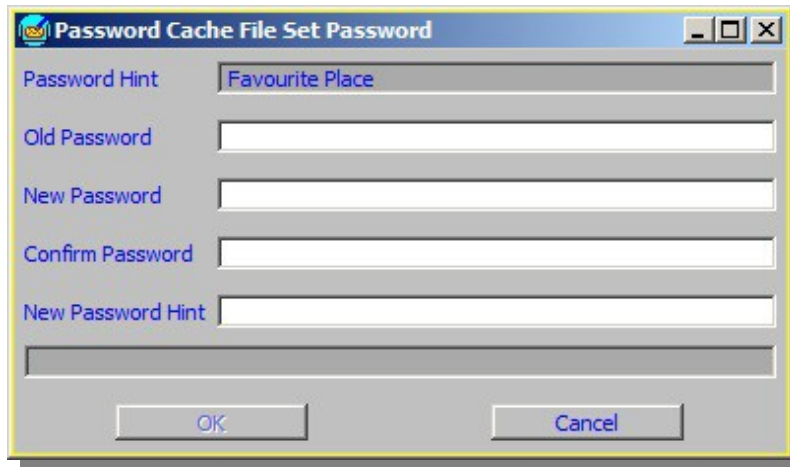 Password Cache File Set Password
Password Hint Favourite Place
Old Password
New Password
Confirm Password
New Password Hint
OK Cancel